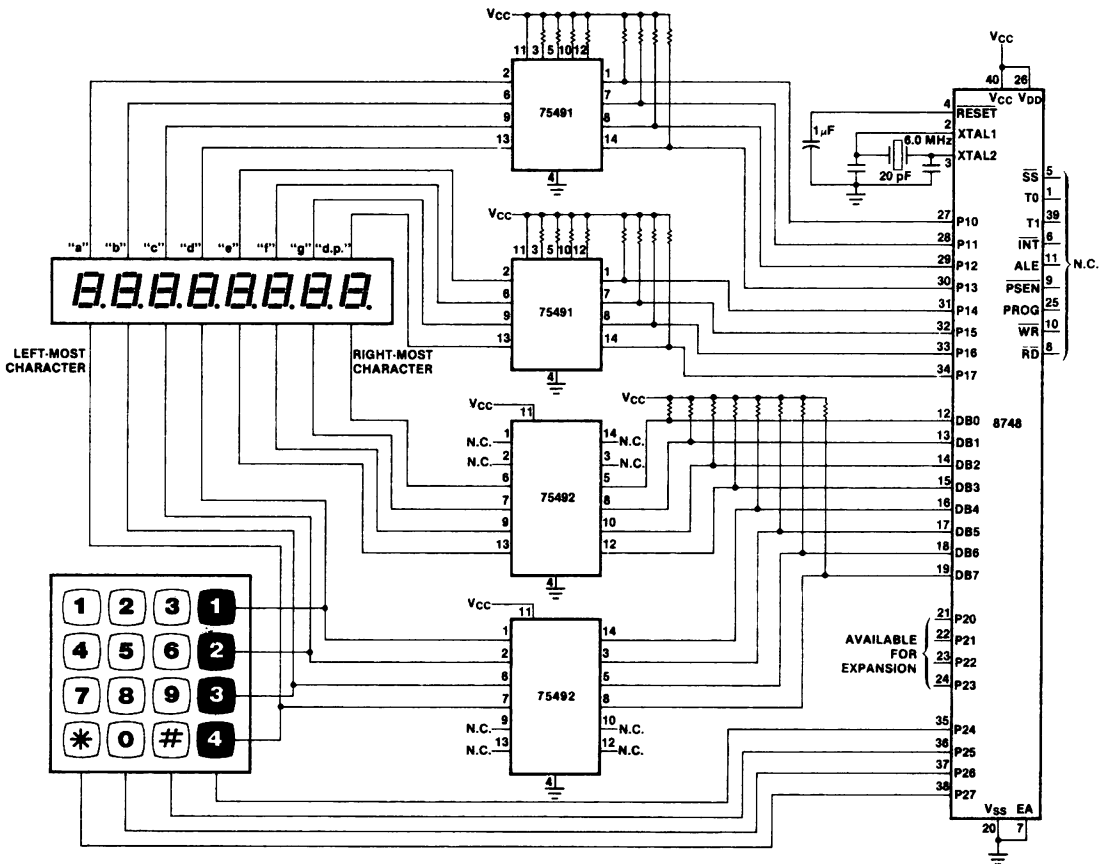 VCC
11 3 5 10 12
2 1
6 7
9 8
13 14
75491
4
VCC
40 26
VCC VDD
4 RESET
2 XTAL1
6.0 MHz
3 XTAL2
1μF
20 pF
SS 5
T0 1
T1 39
INT 6
ALE 11
PSEN 9
PROG 25
WR 10
RD 8
N.C.
27 P10
28 P11
29 P12
30 P13
31 P14
32 P15
33 P16
34 P17
VCC
11 3 5 10 12
2 1
6 7
9 8
13 14
75491
4
"a" "b" "c" "d" "e" "f" "g" "d.p."
8.8.8.8.8.8.8.8.
LEFT-MOST
CHARACTER
RIGHT-MOST
CHARACTER
VCC
VCC 11
N.C. 1 14 N.C.
N.C. 2 3 N.C.
6 5
7 8
9 10
13 12
75492
4
12 DB0
8748
13 DB1
14 DB2
15 DB3
16 DB4
17 DB5
18 DB6
19 DB7
VCC 11
1 14
2 3
6 5
7 8
N.C. 9 10 N.C.
N.C. 13 12 N.C.
75492
4
1 2 3 1
4 5 6 2
7 8 9 3
* 0 # 4
AVAILABLE
FOR
EXPANSION
21 P20
22 P21
23 P22
24 P23
35 P24
36 P25
37 P26
38 P27
VSS EA
20 7